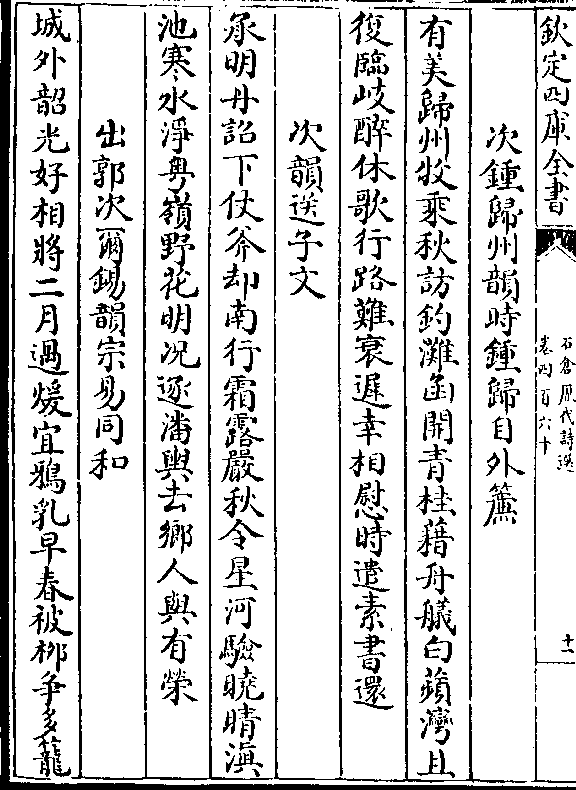 欽定四庫全書
石倉歷代詩選
卷四百六十
十一
次鍾歸州韻時鍾歸自外簾
有美歸州牧乘秋訪釣灘函開青桂藉舟艤白蘋灣且
復臨岐醉休歌行路難衰遲幸相慰時遣素書還
次韻送子文
承明丹詔下仗斧却南行霜露嚴秋令星河驗曉晴滇
池寒水淨粤嶺野花明况逐潘輿去鄉人與有榮
出郭次爾錫韻宗易同和
城外韶光好相將二月過煖宜鴉乳早春被柳爭多籠